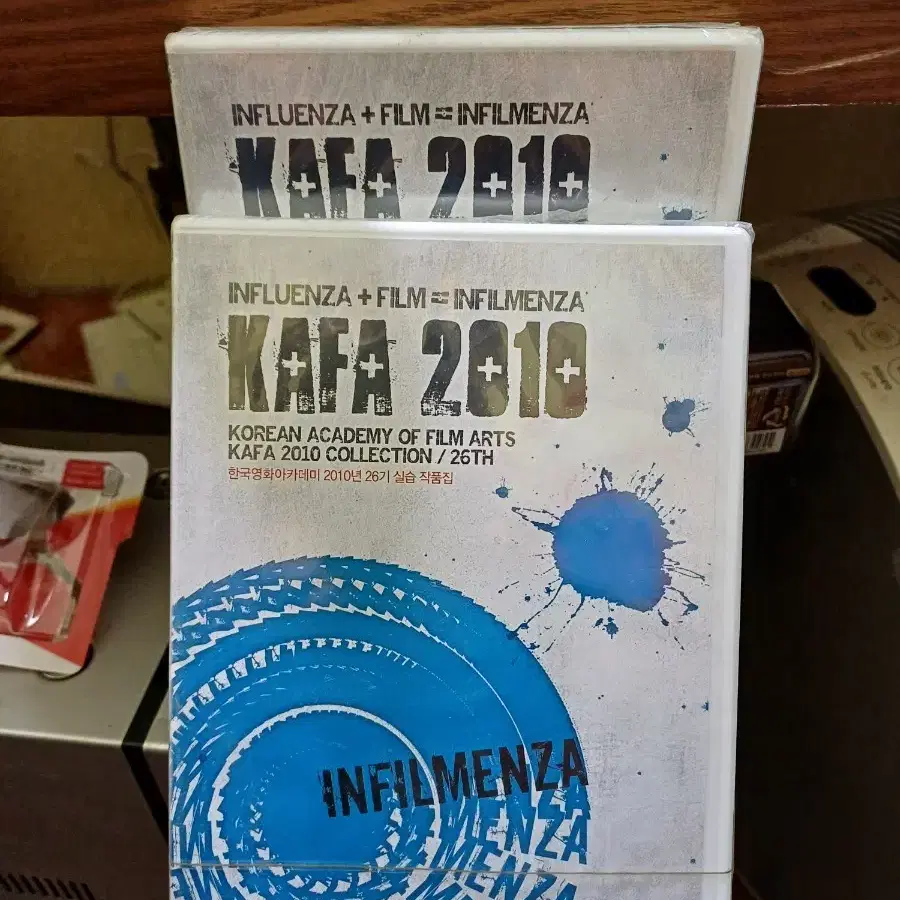 INFLUENZA + FILM = INFILMENZA
KAFA 2010
INFLUENZA + FILM = INFILMENZA
KAFA 2010
KOREAN ACADEMY OF FILM ARTS
KAFA 2010 COLLECTION / 26TH
한국영화아카데미 2010년 26기 실습 작품집
INFILMENZA
MENZA
MENZA